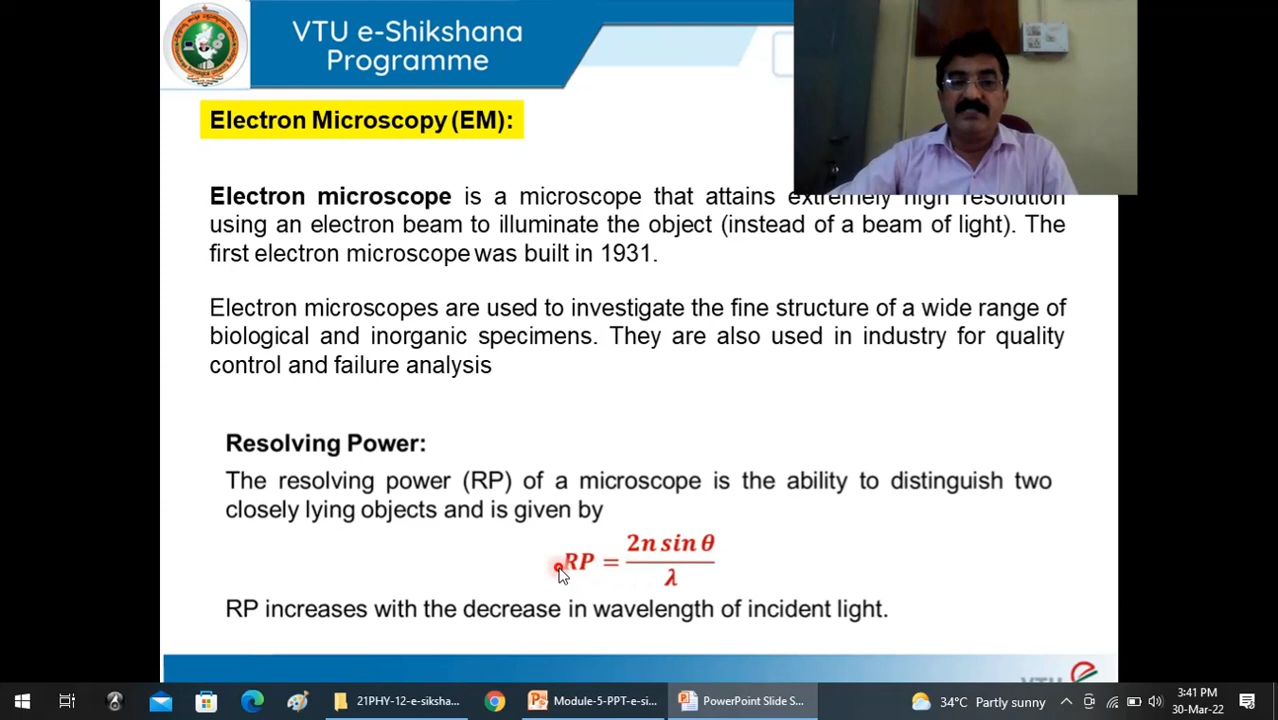 VTU e-Shikshana
Programme
Electron Microscopy (EM):
Electron microscope is a microscope that attains extremely high resolution
using an electron beam to illuminate the object (instead of a beam of light). The
first electron microscope was built in 1931.
Electron microscopes are used to investigate the fine structure of a wide range of
biological and inorganic specimens. They are also used in industry for quality
control and failure analysis
Resolving Power:
The resolving power (RP) of a microscope is the ability to distinguish two
closely lying objects and is given by
RP = 2n sin θ / λ
RP increases with the decrease in wavelength of incident light.
VTU e
21PHY-12-e-siksha...
Module-5-PPT-e-si...
PowerPoint Slide S...
34°C Partly sunny
3:41 PM
30-Mar-22